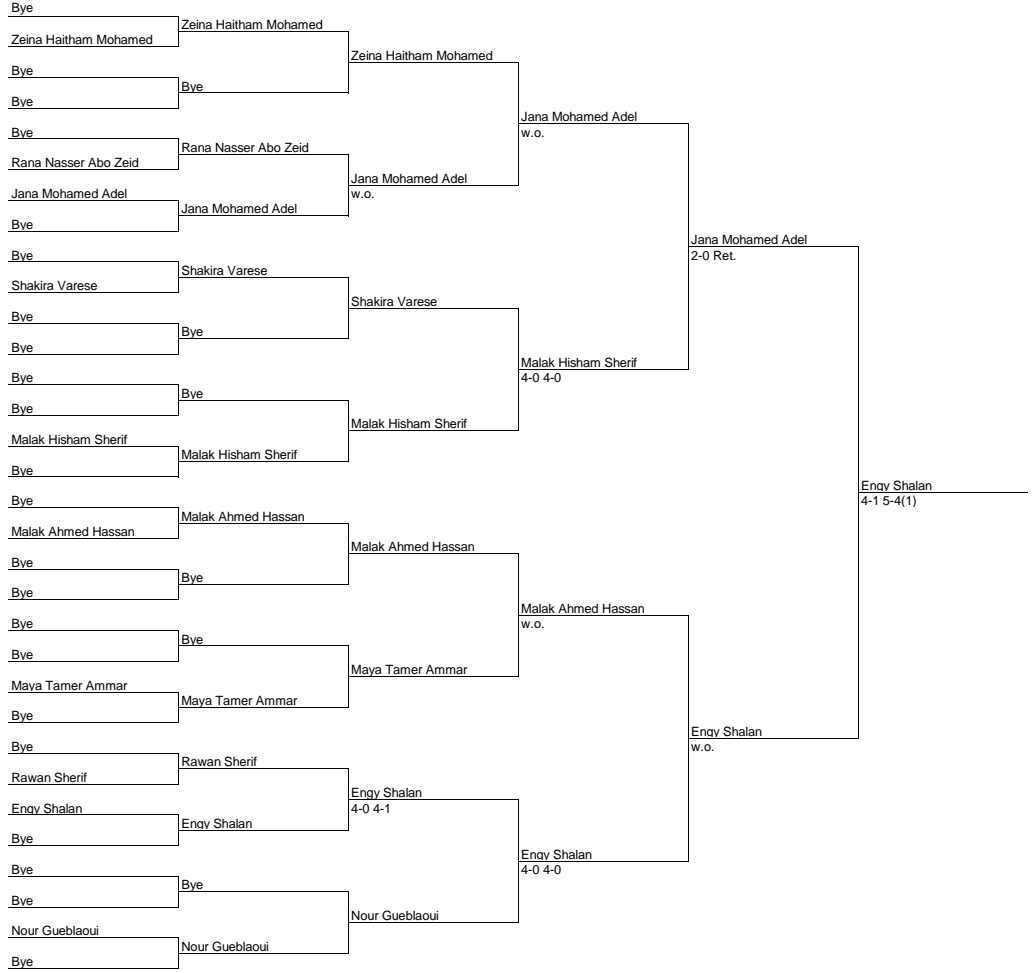 Bye
Zeina Haitham Mohamed
Bye
Bye
Bye
Rana Nasser Abo Zeid
Jana Mohamed Adel
Bye
Bye
Shakira Varese
Bye
Bye
Bye
Bye
Malak Hisham Sherif
Bye
Bye
Malak Ahmed Hassan
Bye
Bye
Bye
Bye
Maya Tamer Ammar
Bye
Bye
Rawan Sherif
Engy Shalan
Bye
Bye
Bye
Nour Gueblaoui
Bye
Zeina Haitham Mohamed
Bye
Rana Nasser Abo Zeid
Jana Mohamed Adel
Shakira Varese
Bye
Bye
Malak Hisham Sherif
Malak Ahmed Hassan
Bye
Bye
Maya Tamer Ammar
Rawan Sherif
Engy Shalan
Bye
Nour Gueblaoui
Zeina Haitham Mohamed
Jana Mohamed Adel
w.o.
Shakira Varese
Malak Hisham Sherif
Malak Ahmed Hassan
Maya Tamer Ammar
Engy Shalan
4-0 4-1
Nour Gueblaoui
Jana Mohamed Adel
w.o.
Malak Hisham Sherif
4-0 4-0
Malak Ahmed Hassan
w.o.
Engy Shalan
4-0 4-0
Jana Mohamed Adel
2-0 Ret.
Engy Shalan
w.o.
Engy Shalan
4-1 5-4(1)